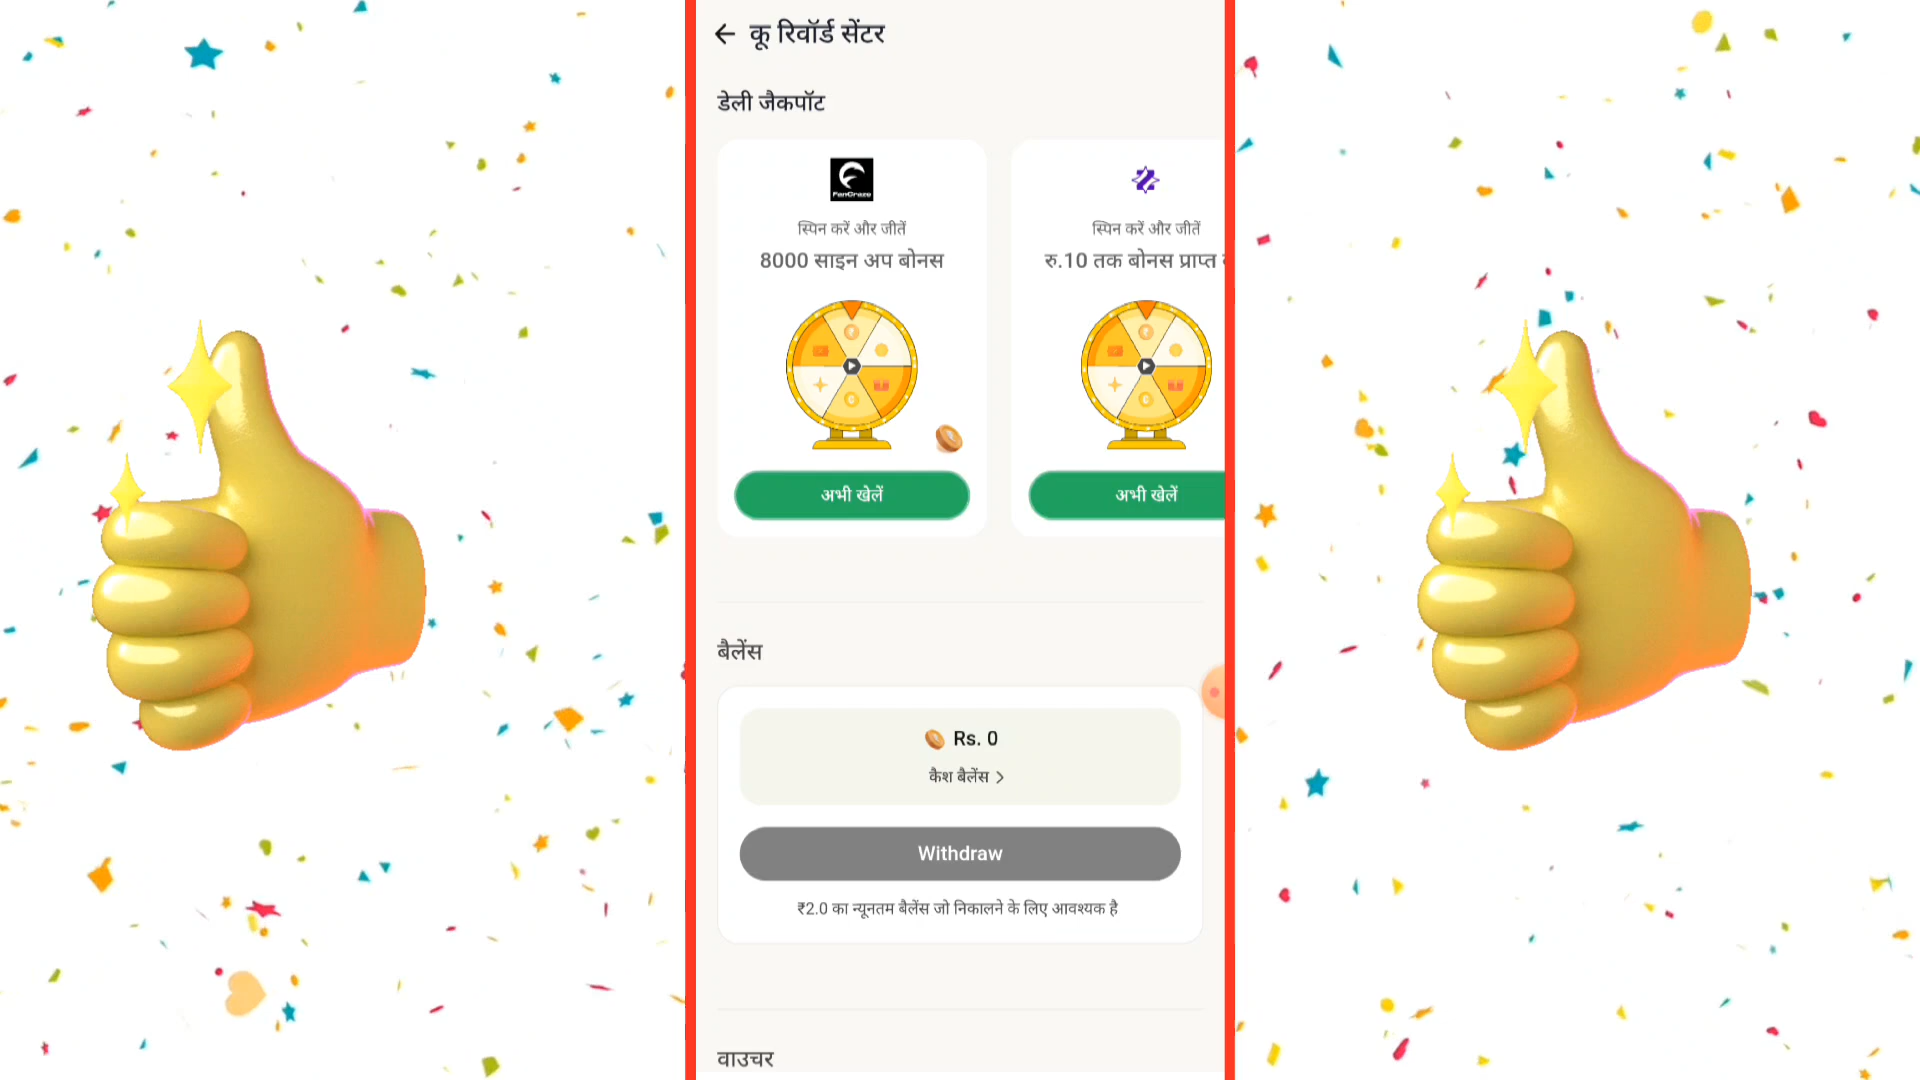 कू रिवॉर्ड सेंटर
डेली जैकपॉट
FanCraze
स्पिन करें और जीतें
8000 साइन अप बोनस
अभी खेलें
स्पिन करें और जीतें
रु.10 तक बोनस प्राप्त
अभी खेलें
बैलेंस
Rs. 0
कैश बैलेंस >
Withdraw
₹2.0 का न्यूनतम बैलेंस जो निकालने के लिए आवश्यक है
वाउचर